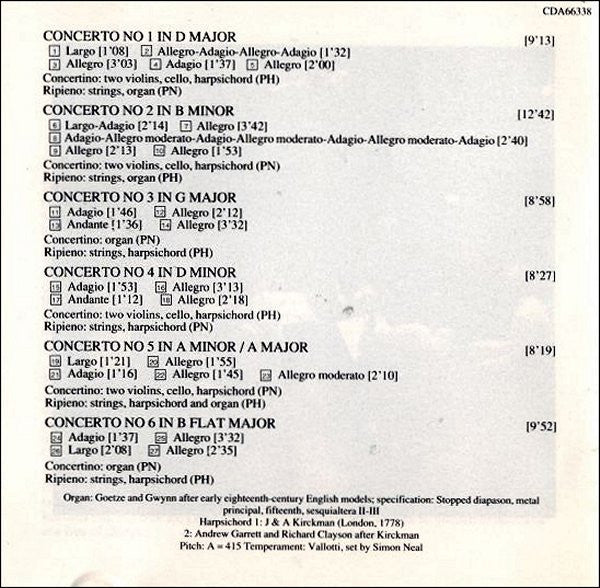 CDA66338
CONCERTO NO 1 IN D MAJOR [9'13]
1 Largo [1'08] 2 Allegro-Adagio-Allegro-Adagio [1'32]
3 Allegro [3'03] 4 Adagio [1'37] 5 Allegro [2'00]
Concertino: two violins, cello, harpsichord (PH)
Ripieno: strings, organ (PN)
CONCERTO NO 2 IN B MINOR [12'42]
6 Largo-Adagio [2'14] 7 Allegro [3'42]
8 Adagio-Allegro moderato-Adagio-Allegro moderato-Adagio-Allegro moderato-Adagio [2'40]
9 Allegro [2'13] 10 Allegro [1'53]
Concertino: two violins, cello, harpsichord (PN)
Ripieno: strings, organ (PH)
CONCERTO NO 3 IN G MAJOR [8'58]
11 Adagio [1'46] 12 Allegro [2'12]
13 Andante [1'36] 14 Allegro [3'32]
Concertino: organ (PN)
Ripieno: strings, harpsichord (PH)
CONCERTO NO 4 IN D MINOR [8'27]
15 Adagio [1'53] 16 Allegro [3'13]
17 Andante [1'12] 18 Allegro [2'18]
Concertino: two violins, cello, harpsichord (PH)
Ripieno: strings, harpsichord (PN)
CONCERTO NO 5 IN A MINOR / A MAJOR [8'19]
19 Largo [1'21] 20 Allegro [1'55]
21 Adagio [1'16] 22 Allegro [1'45] 23 Allegro moderato [2'10]
Concertino: two violins, cello, harpsichord (PN)
Ripieno: strings, harpsichord and organ (PH)
CONCERTO NO 6 IN B FLAT MAJOR [9'52]
24 Adagio [1'37] 25 Allegro [3'32]
26 Largo [2'08] 27 Allegro [2'35]
Concertino: organ (PN)
Ripieno: strings, harpsichord (PH)
Organ: Goetze and Gwynn after early eighteenth-century English models; specification: Stopped diapason, metal
principal, fifteenth, sesquialtera II-III
Harpsichord 1: J & A Kirckman (London, 1778)
2: Andrew Garrett and Richard Clayson after Kirckman
Pitch: A = 415 Temperament: Vallotti, set by Simon Neal